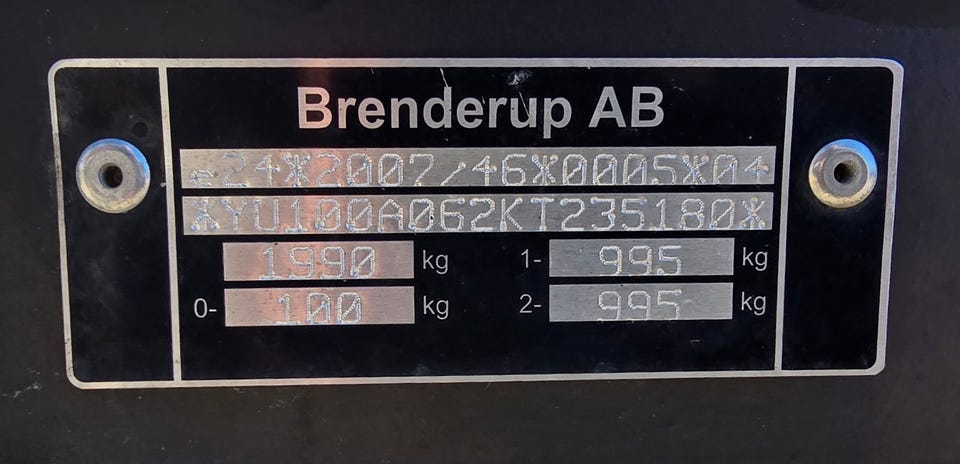 Brenderup AB
e24*2007/46*0005*04
*YU100A062KT235180*
1990 kg 1- 995 kg
0- 100 kg 2- 995 kg